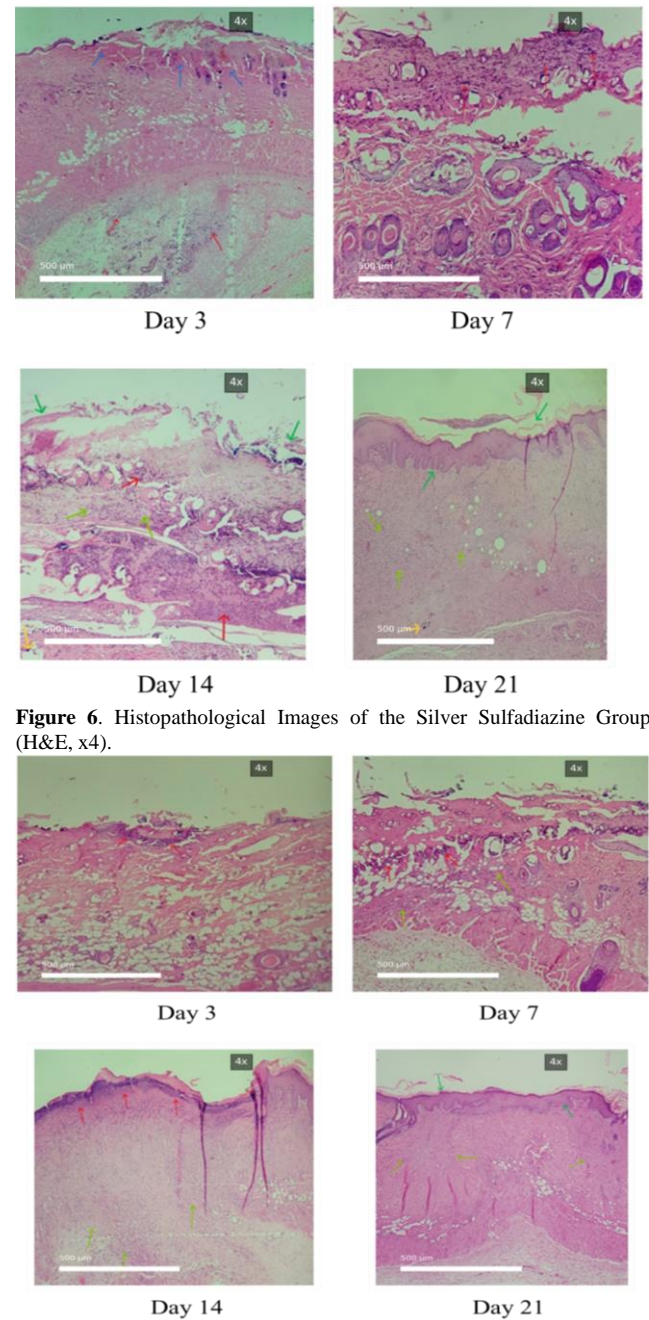 4x 4x
500 µm 500 µm
Day 3 Day 7
4x 4x
500 µm 500 µm
Day 14 Day 21
Figure 6. Histopathological Images of the Silver Sulfadiazine Group
(H&E, x4).
4x 4x
500 µm 500 µm
Day 3 Day 7
4x 4x
500 µm 500 µm
Day 14 Day 21